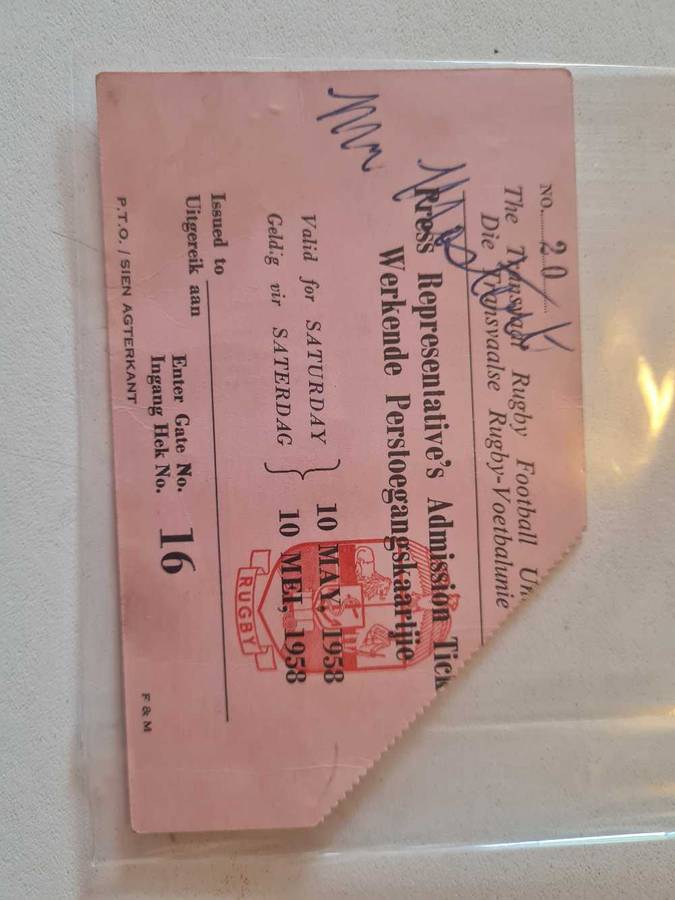 NO. 20
The Transvaal Rugby Football Un
Die Transvaalse Rugby-Voetbalunie
Press Representative's Admission Tick
Werkende Perstoegangskaartjie
Valid for SATURDAY } 10 MAY, 1958
Geldig vir SATERDAG } 10 MEI, 1958
RUGBY
Issued to
Uitgereik aan
Enter Gate No.
Ingang Hek No. 16
P.T.O. / SIEN AGTERKANT
F & M